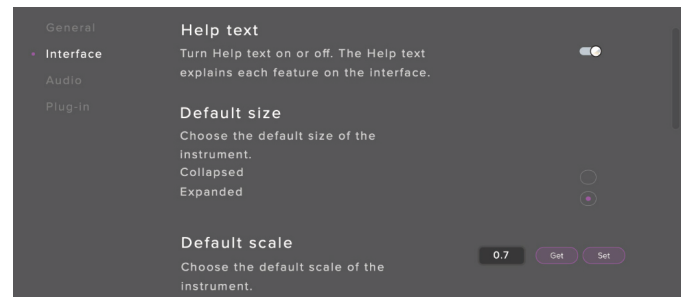 General
Interface
Audio
Plug-in
Help text
Turn Help text on or off. The Help text
explains each feature on the interface.
Default size
Choose the default size of the
instrument.
Collapsed
Expanded
Default scale
Choose the default scale of the
instrument.
0.7 Get Set